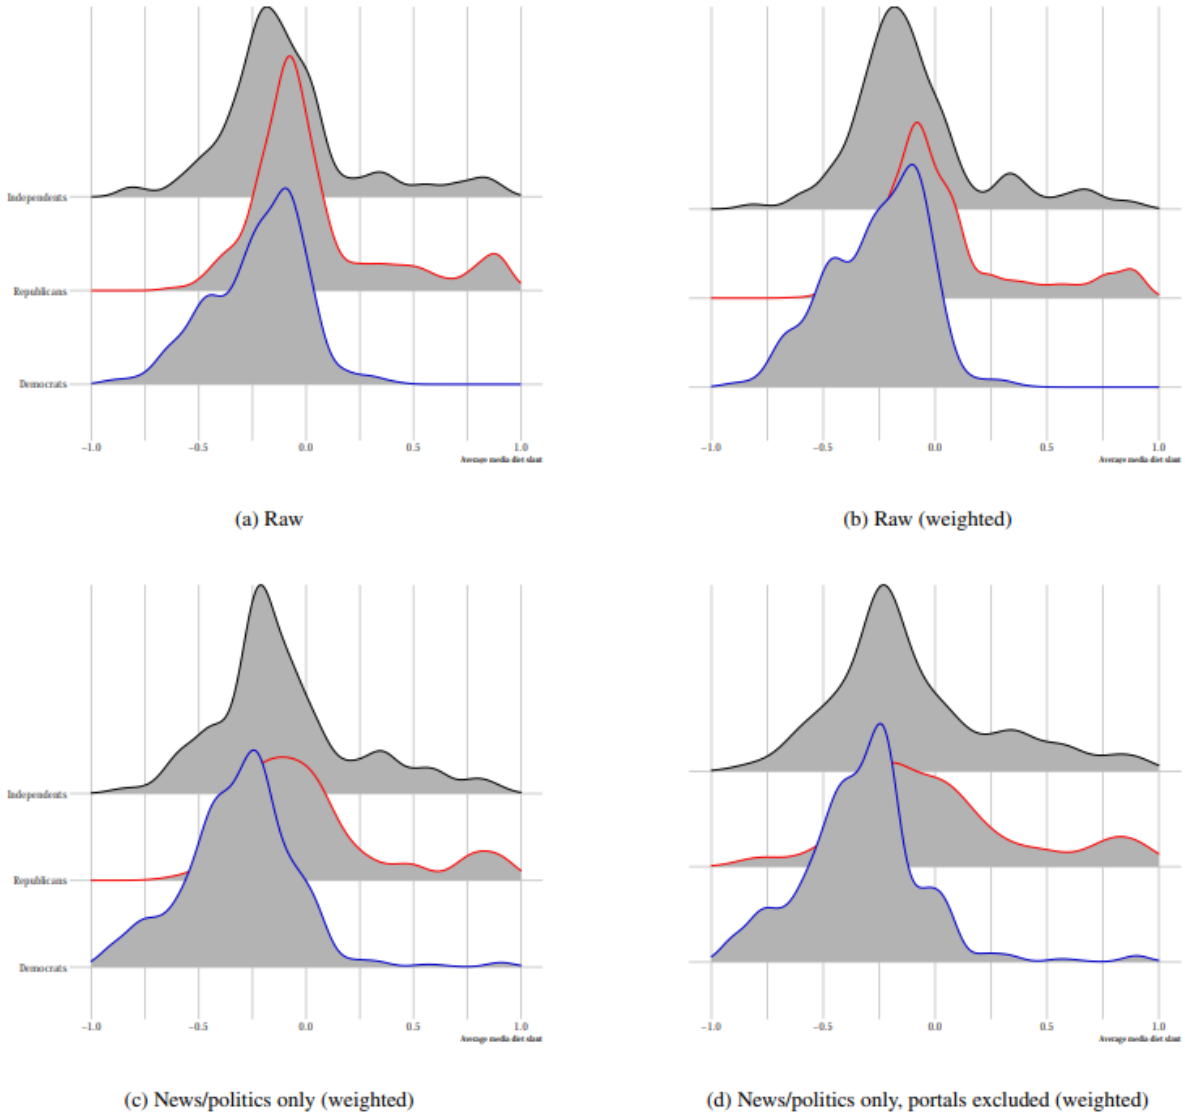 Independents
Republicans
Democrats
−1.0 −0.5 0.0 0.5 1.0
Average media diet slant
−1.0 −0.5 0.0 0.5 1.0
Average media diet slant
(a) Raw
(b) Raw (weighted)
Independents
Republicans
Democrats
−1.0 −0.5 0.0 0.5 1.0
Average media diet slant
−1.0 −0.5 0.0 0.5 1.0
Average media diet slant
(c) News/politics only (weighted)
(d) News/politics only, portals excluded (weighted)